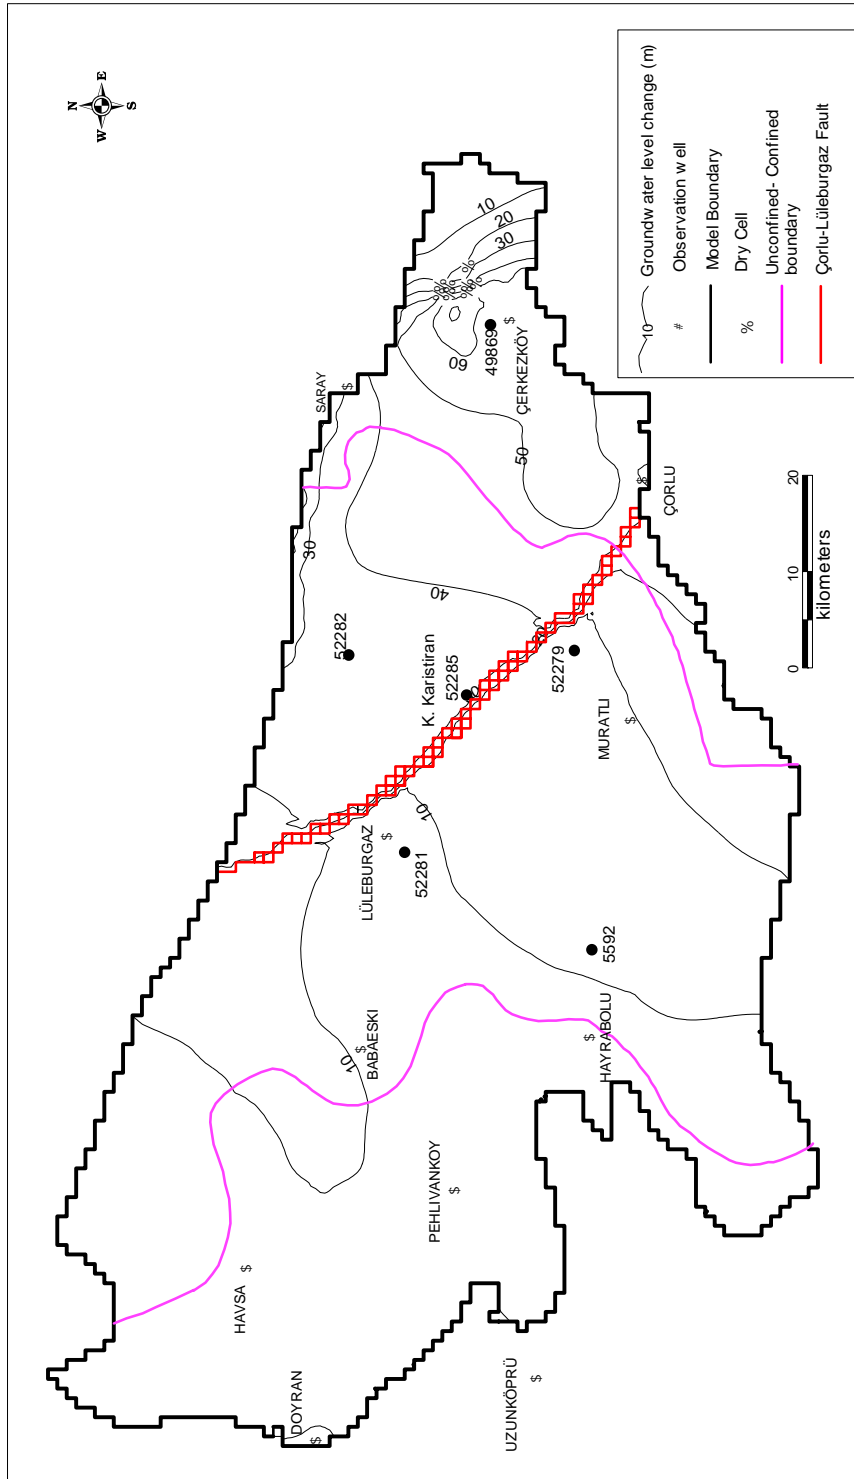 N
W E
S
10
20
30
%%
%
%%
%
%%
%
%%
%%
60
49869
$
ÇERKEZKÖY
SARAY
$
50
$
ÇORLU
30
40
52282
K. Karistiran
52285
52279
MURATLI
$
10
LÜLEBURGAZ
$
52281
5592
HAYRABOLU
$
10
BABAESKI
$
PEHLIVANKOY
$
HAVSA
$
DOYRAN
$
UZUNKÖPRÜ
$
0 10 20
kilometers
10 Groundwater level change (m)
# Observation well
Model Boundary
% Dry Cell
Unconfined- Confined
boundary
Çorlu-Lüleburgaz Fault